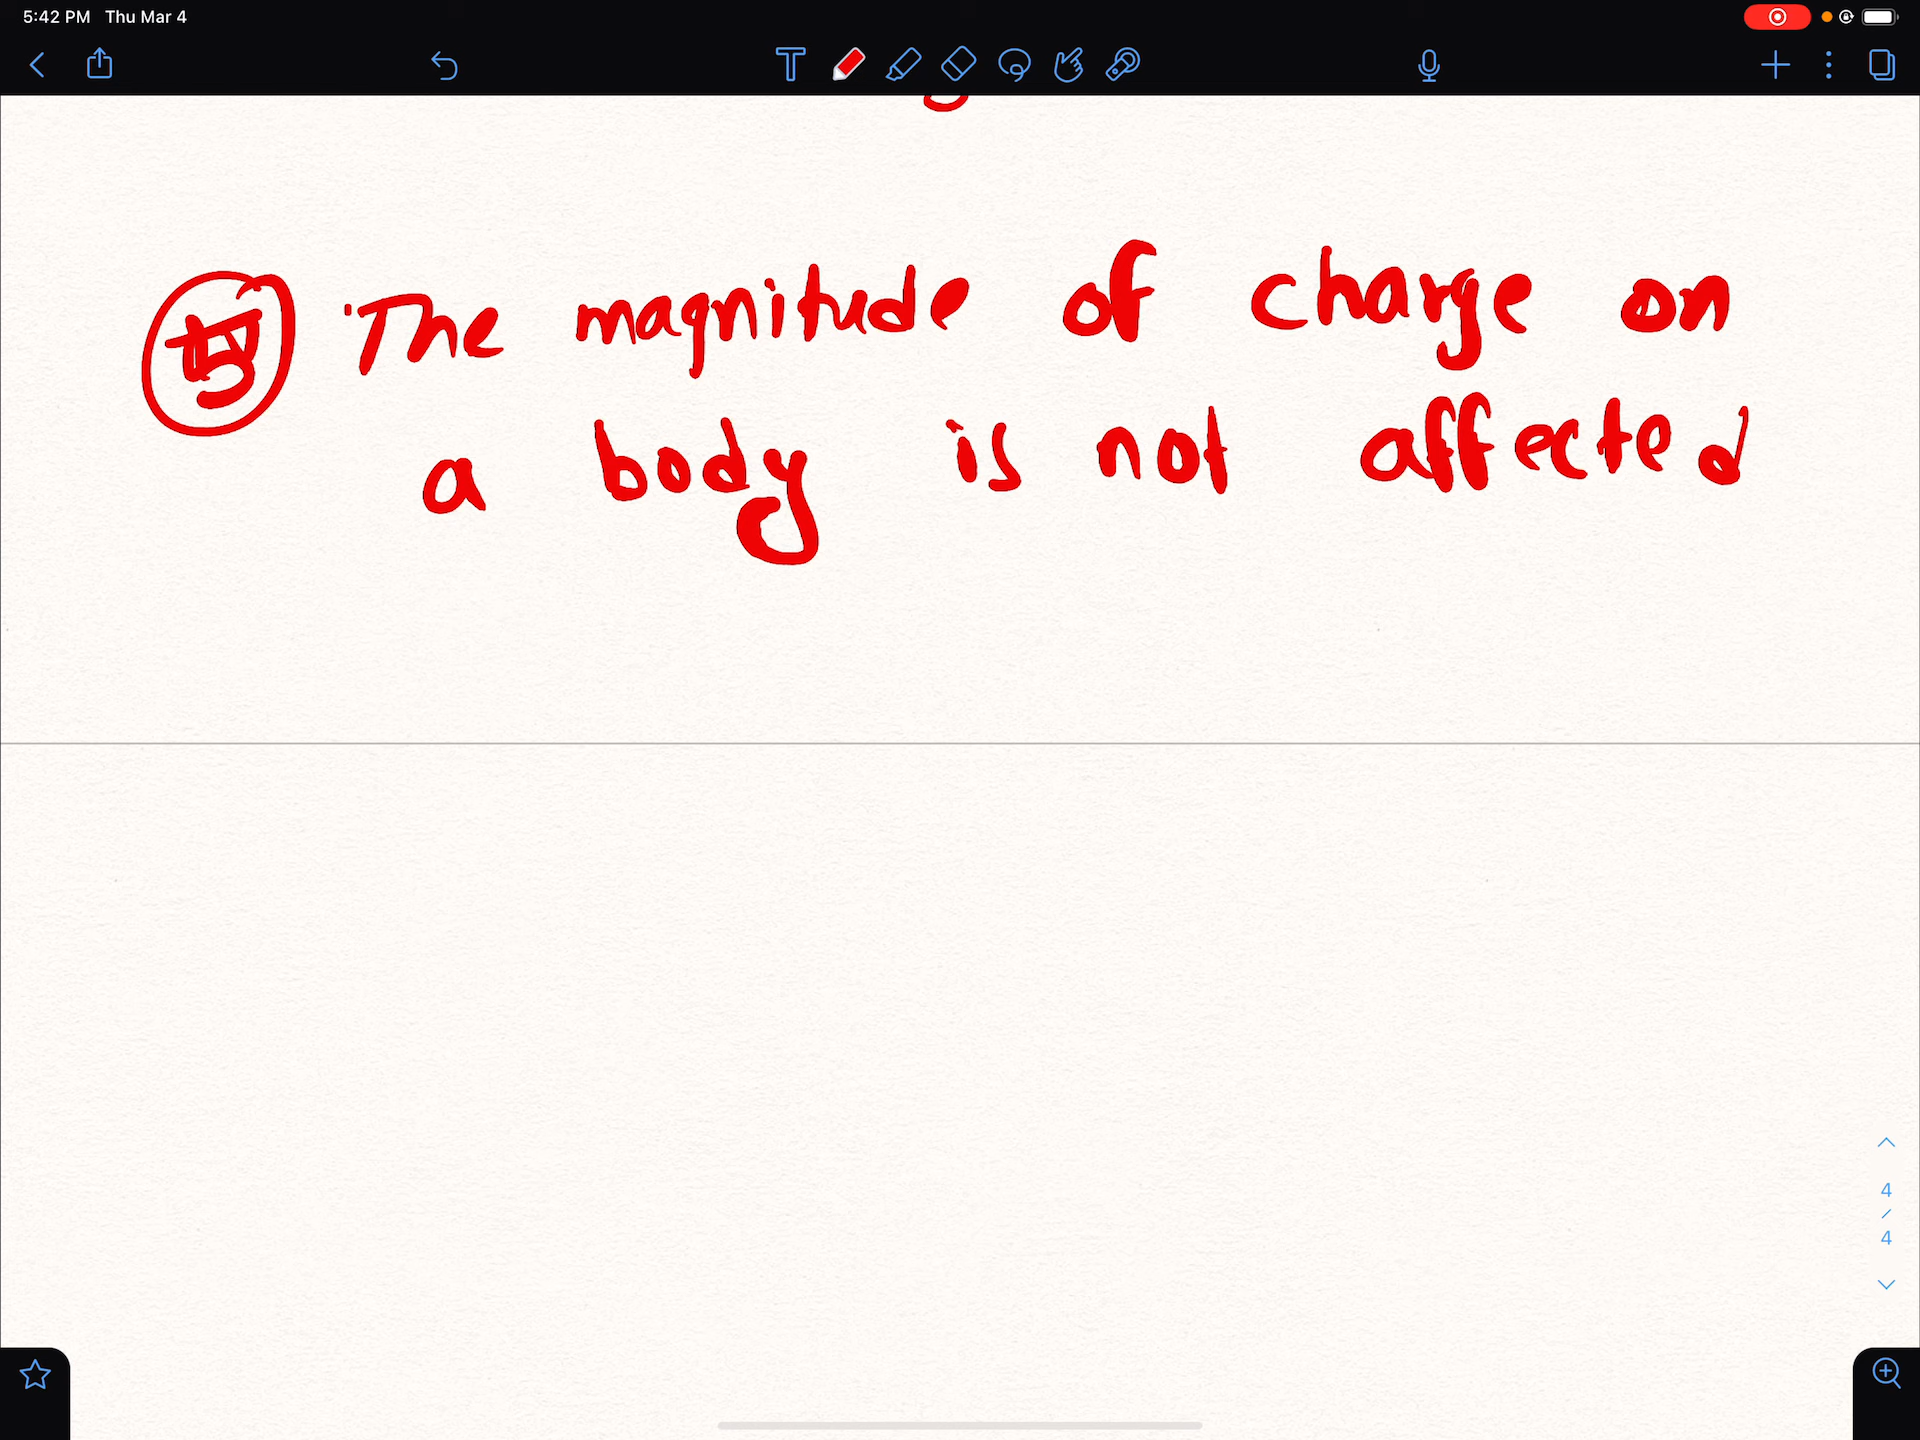 5:42 PM Thu Mar 4
5 The magnitude of charge on
a body is not affected
4
/
4